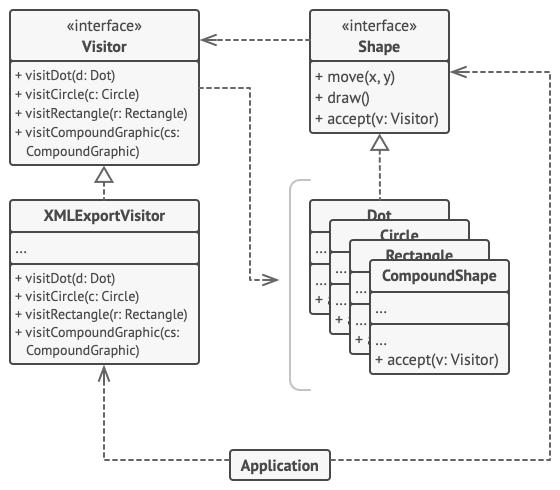 «interface»
Visitor
+ visitDot(d: Dot)
+ visitCircle(c: Circle)
+ visitRectangle(r: Rectangle)
+ visitCompoundGraphic(cs:
CompoundGraphic)
«interface»
Shape
+ move(x, y)
+ draw()
+ accept(v: Visitor)
XMLExportVisitor
...
+ visitDot(d: Dot)
+ visitCircle(c: Circle)
+ visitRectangle(r: Rectangle)
+ visitCompoundGraphic(cs:
CompoundGraphic)
Dot
...
...
+
Circle
...
...
+
Rectangle
...
...
+
CompoundShape
...
...
+ accept(v: Visitor)
Application